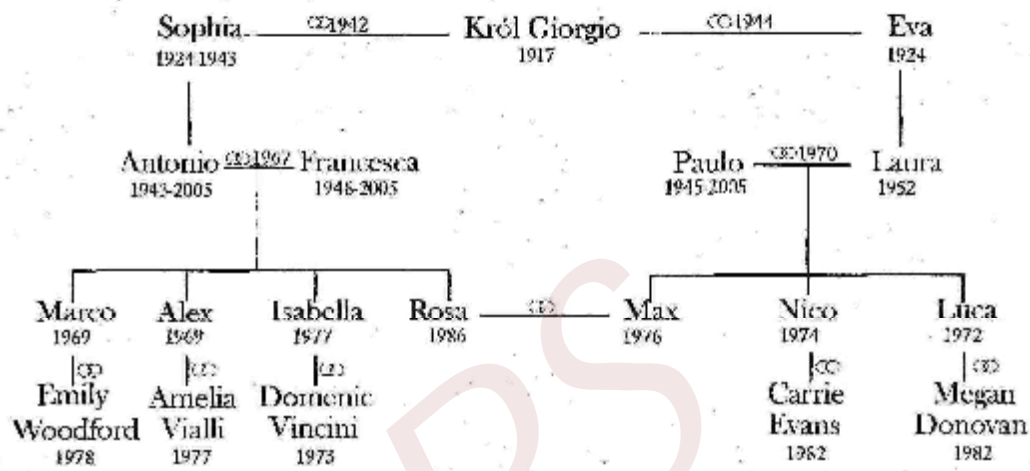 Sophia ⚭1942 Król Giorgio ⚭1944 Eva
1924-1943 1917 1924
Antonio ⚭1967 Francesca Paulo ⚭1970 Laura
1943-2005 1948-2005 1945-2005 1952
Marco Alex Isabella Rosa ⚭ Max Nico Luca
1969 1969 1977 1986 1976 1974 1972
⚭ ⚭ ⚭ ⚭ ⚭
Emily Amelia Domenic Carrie Megan
Woodford Vialli Vincini Evans Donovan
1978 1977 1973 1982 1982